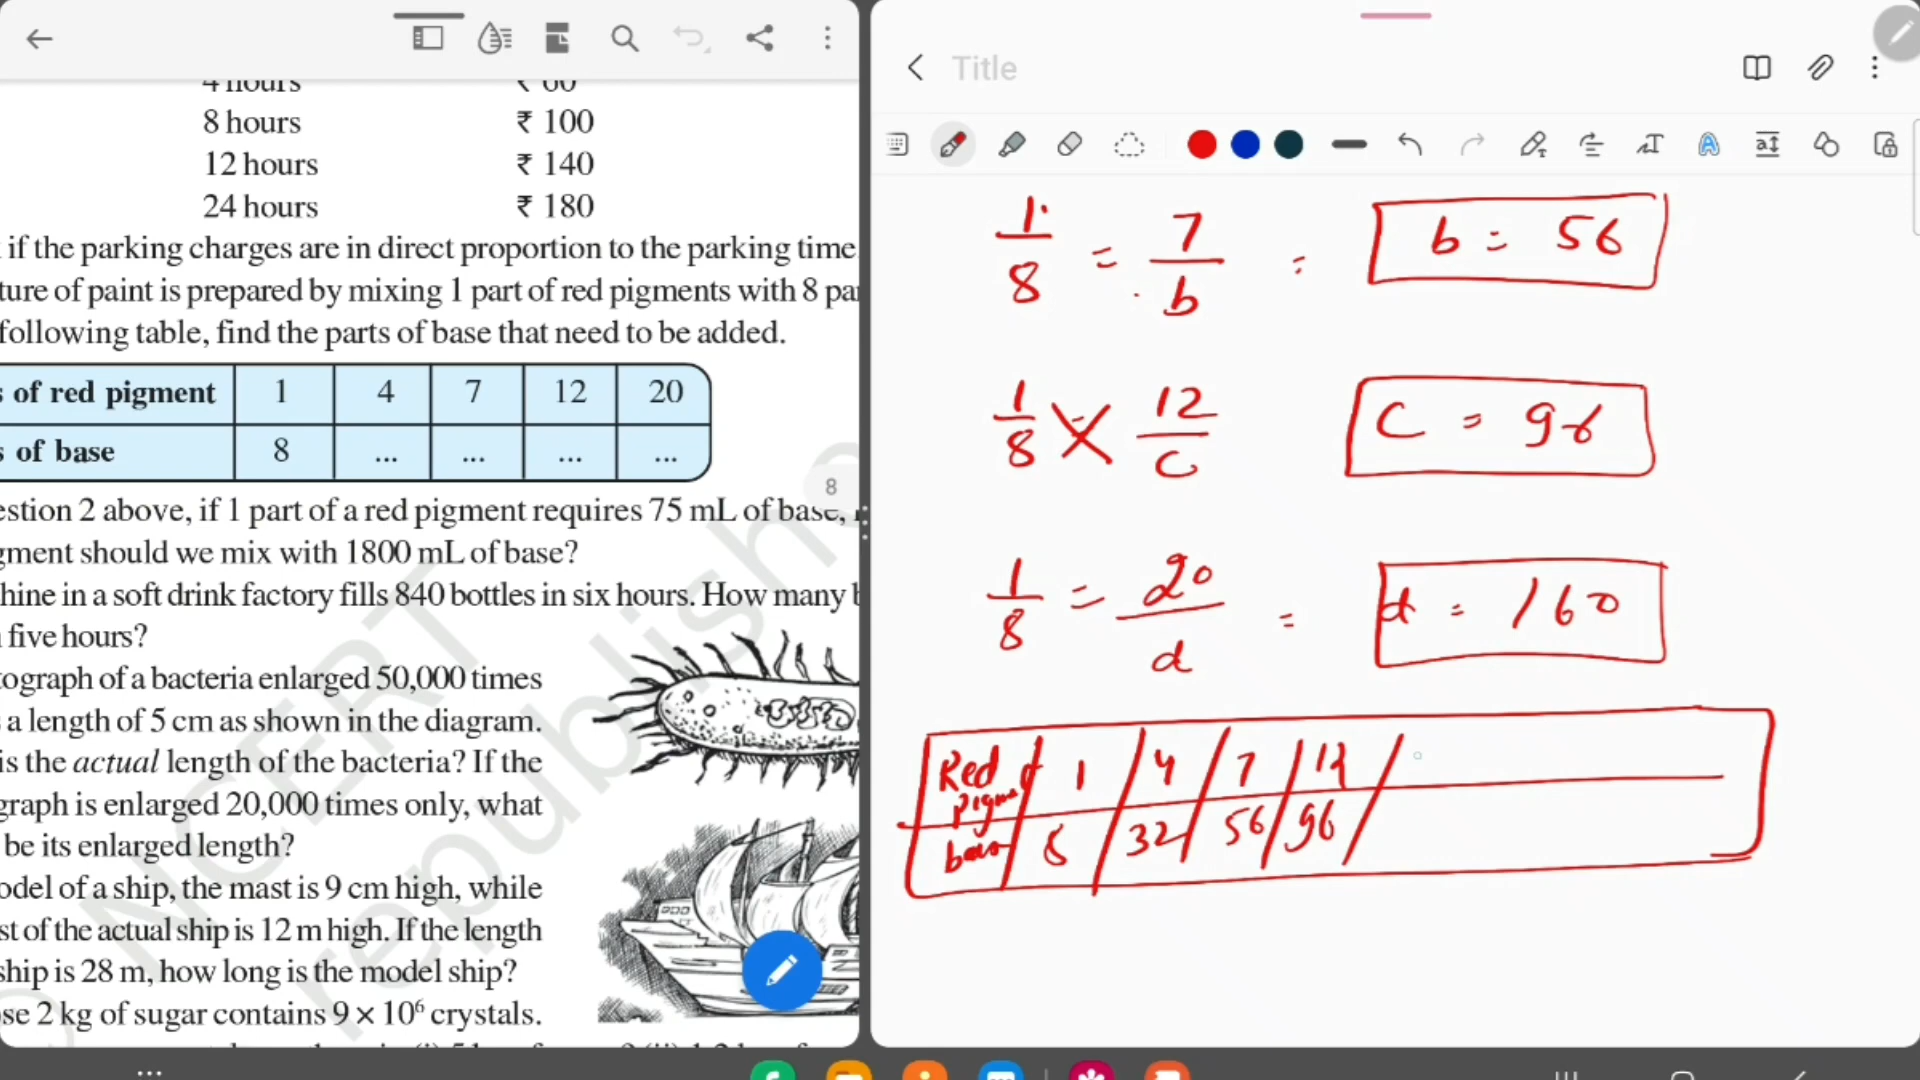 8 hours ₹ 100
12 hours ₹ 140
24 hours ₹ 180
if the parking charges are in direct proportion to the parking time
ture of paint is prepared by mixing 1 part of red pigments with 8 pa
following table, find the parts of base that need to be added.
s of red pigment 1 4 7 12 20
s of base 8 ... ... ... ...
8
estion 2 above, if 1 part of a red pigment requires 75 mL of base,
gment should we mix with 1800 mL of base?
hine in a soft drink factory fills 840 bottles in six hours. How many b
five hours?
tograph of a bacteria enlarged 50,000 times
s a length of 5 cm as shown in the diagram.
is the actual length of the bacteria? If the
graph is enlarged 20,000 times only, what
be its enlarged length?
odel of a ship, the mast is 9 cm high, while
st of the actual ship is 12 m high. If the length
ship is 28 m, how long is the model ship?
se 2 kg of sugar contains 9 × 10⁶ crystals.
NCERT
republishe
Title
1/8 = 7/b = b = 56
1/8 = 12/c C = 96
1/8 = 20/d = d = 160
Red 1 4 7 12
8 32 56 96